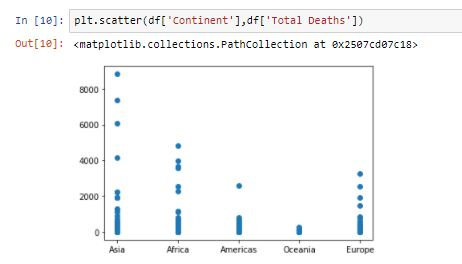 In [10]: plt.scatter(df['Continent'],df['Total Deaths'])
Out[10]: <matplotlib.collections.PathCollection at 0x2507cd07c18>
8000
6000
4000
2000
0
Asia Africa Americas Oceania Europe